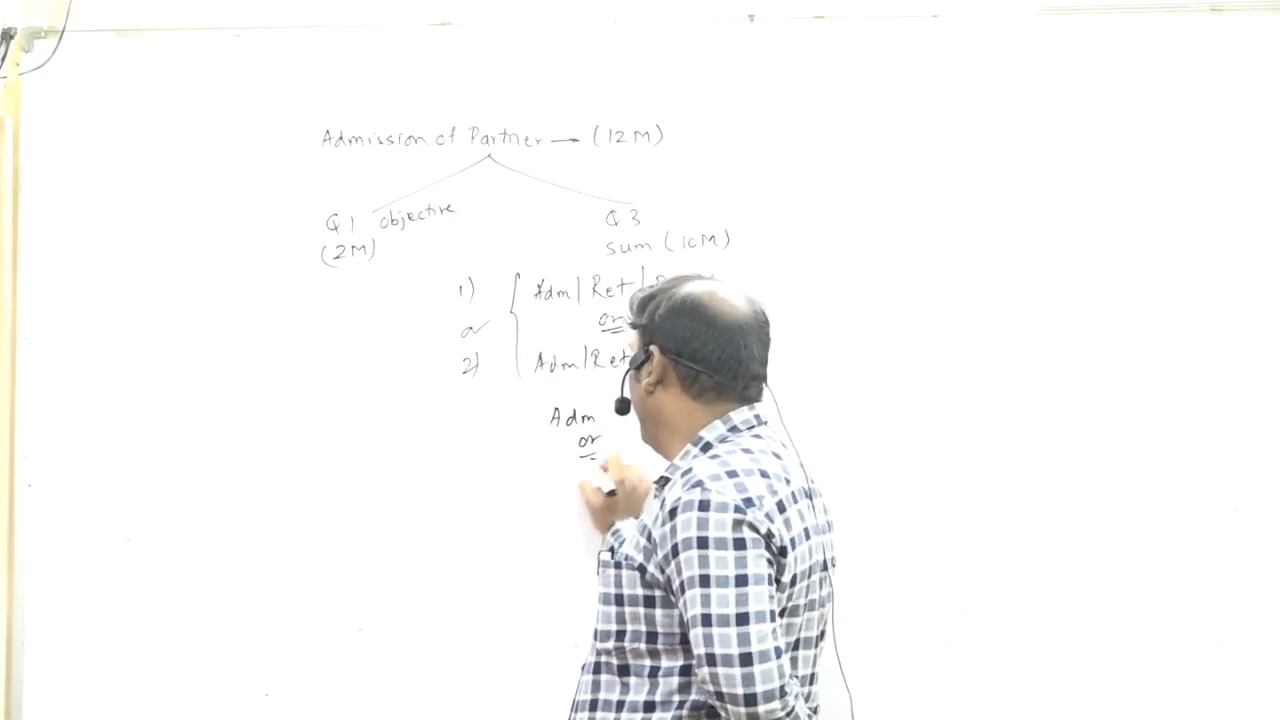 Admission of Partner → (12M)
Q1 objective
(2M)
Q3
sum (10M)
1) Adm/Ret/
or or
2) Adm/Ret
Adm
or